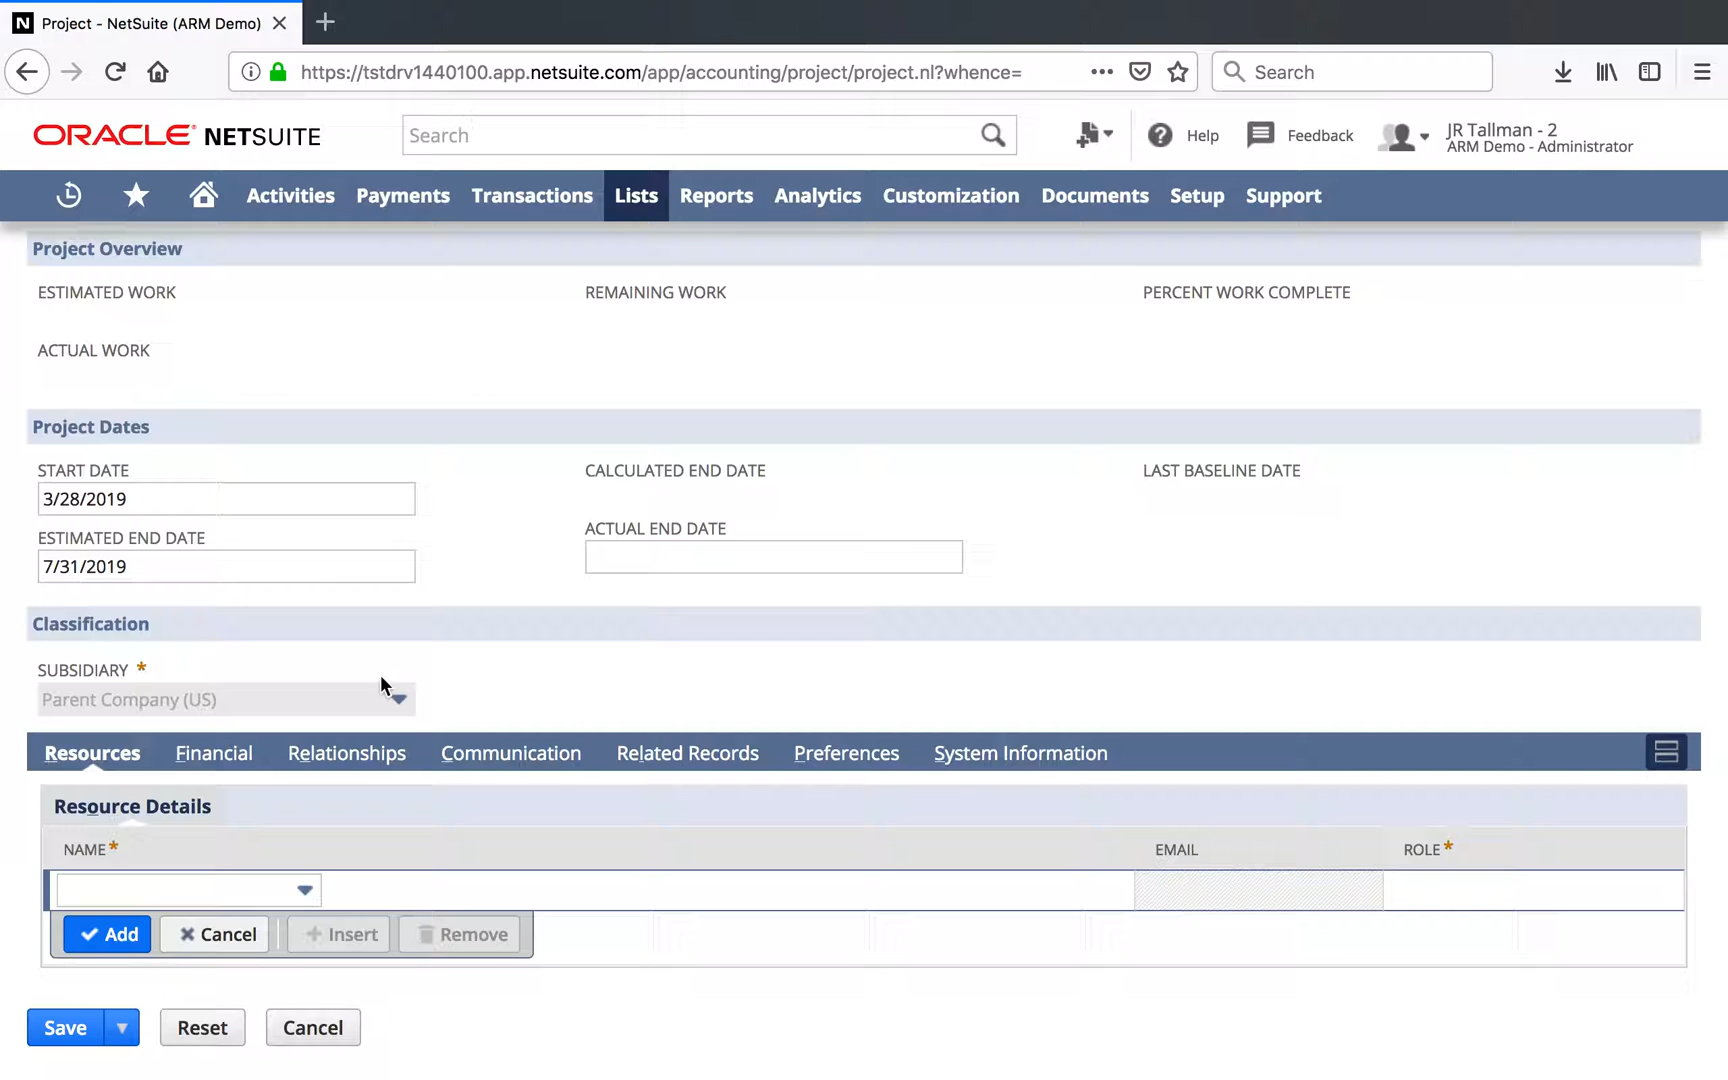 N Project - NetSuite (ARM Demo)
https://tstdrv1440100.app.netsuite.com/app/accounting/project/project.nl?whence=
Search
ORACLE NETSUITE
Search
Help
Feedback
JR Tallman - 2
ARM Demo - Administrator
Activities Payments Transactions Lists Reports Analytics Customization Documents Setup Support
Project Overview
ESTIMATED WORK
REMAINING WORK
PERCENT WORK COMPLETE
ACTUAL WORK
Project Dates
START DATE
3/28/2019
ESTIMATED END DATE
7/31/2019
CALCULATED END DATE
ACTUAL END DATE
LAST BASELINE DATE
Classification
SUBSIDIARY *
Parent Company (US)
Resources Financial Relationships Communication Related Records Preferences System Information
Resource Details
NAME * EMAIL ROLE *
Add Cancel Insert Remove
Save Reset Cancel